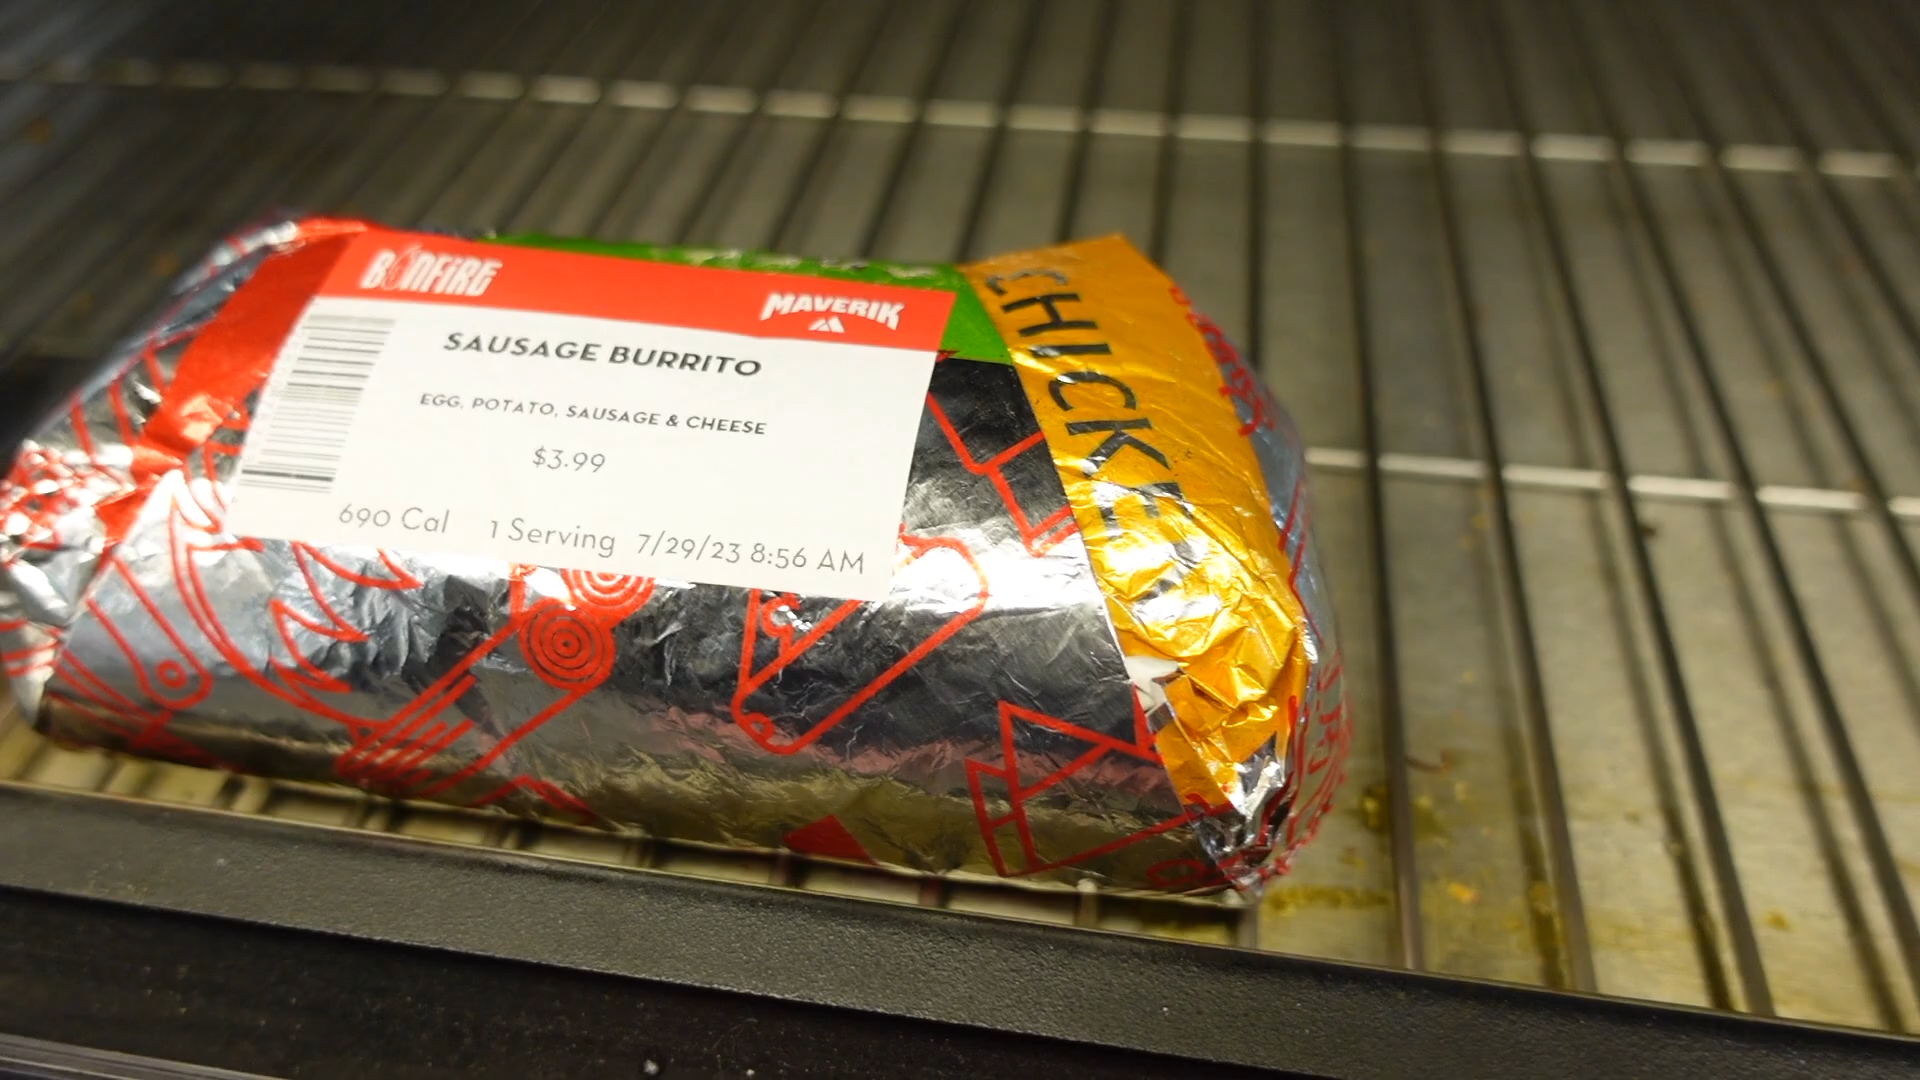 BONFIRE
MAVERIK
SAUSAGE BURRITO
EGG, POTATO, SAUSAGE & CHEESE
$3.99
690 Cal 1 Serving 7/29/23 8:56 AM
CHICKEN